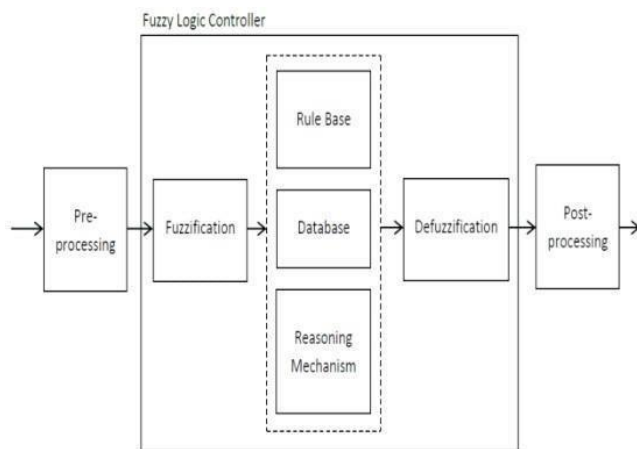 Fuzzy Logic Controller
Rule Base
Pre-
processing
Fuzzification
Database
Defuzzification
Post-
processing
Reasoning
Mechanism